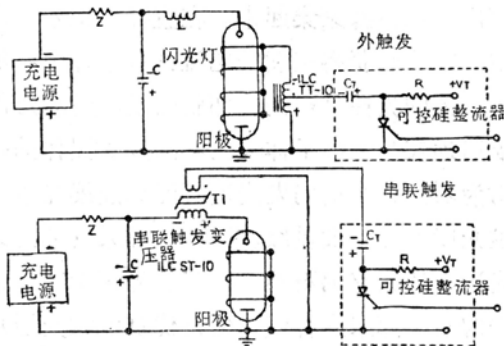 Z
L
外触发
闪光灯
充电
电源
C
ILC
TT-10
CT
R
+VT
可控硅整流器
阳极
串联触发
T1
Z
串联触发变
压器 ILC ST-10
C
CT
R
+VT
充电
电源
可控硅整流器
阳极